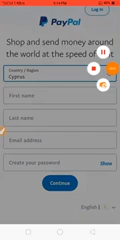 Log In
PayPal
Shop and send money around
the world at the speed of
Country / Region
Cyprus
First name
Last name
Email address
Create your password Show
Continue
English